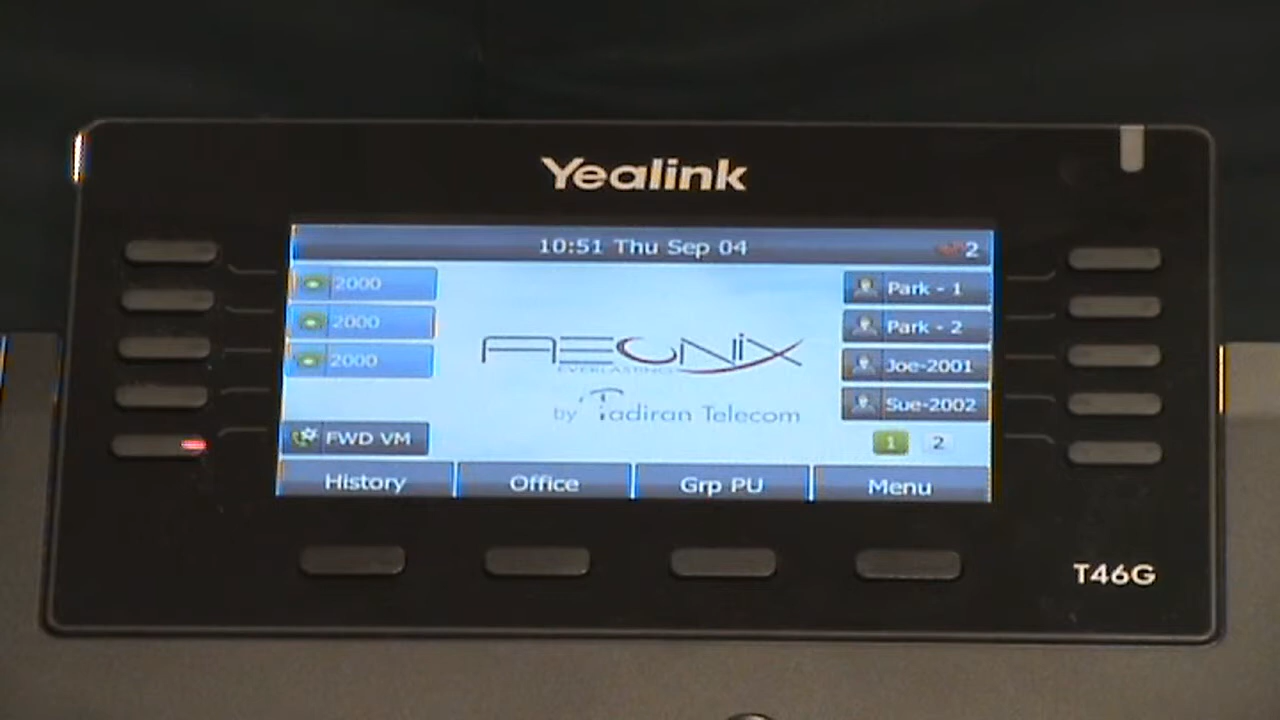 Yealink
10:51 Thu Sep 04
2
2000
2000
2000
FWD VM
AEONIX
EVERLASTING
by Tadiran Telecom
Park - 1
Park - 2
Joe-2001
Sue-2002
1 2
History Office Grp PU Menu
T46G